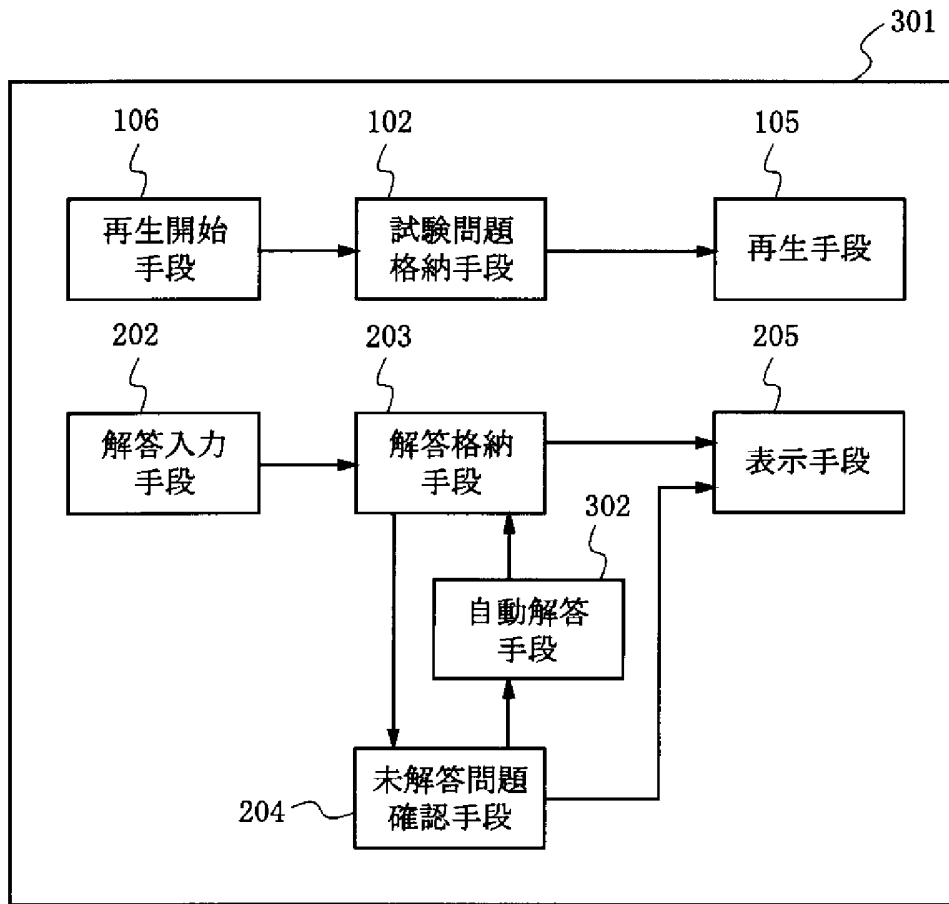 301
106
102
105
再生開始
手段
試験問題
格納手段
再生手段
202
203
205
解答入力
手段
解答格納
手段
表示手段
302
自動解答
手段
未解答問題
確認手段
204